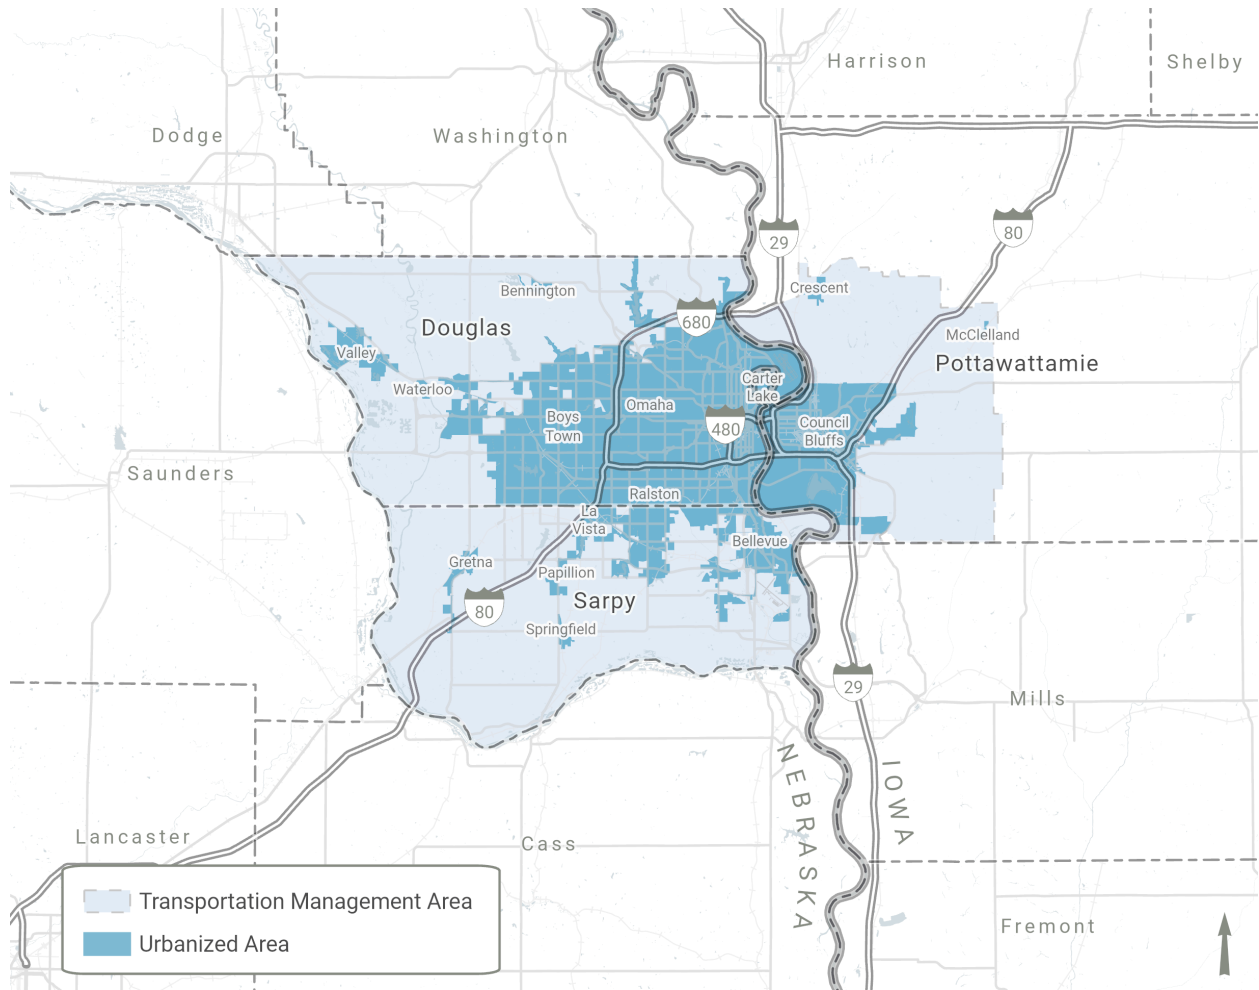 Harrison
Shelby
Dodge
Washington
29
80
Bennington
Crescent
680
Douglas
McClelland
Valley
Pottawattamie
Waterloo
Carter
Lake
Boys
Town
Omaha
480
Council
Bluffs
Saunders
Ralston
La
Vista
Bellevue
Gretna
Papillion
80
Sarpy
Springfield
29
Mills
NEBRASKA
IOWA
Lancaster
Cass
Transportation Management Area
Urbanized Area
Fremont